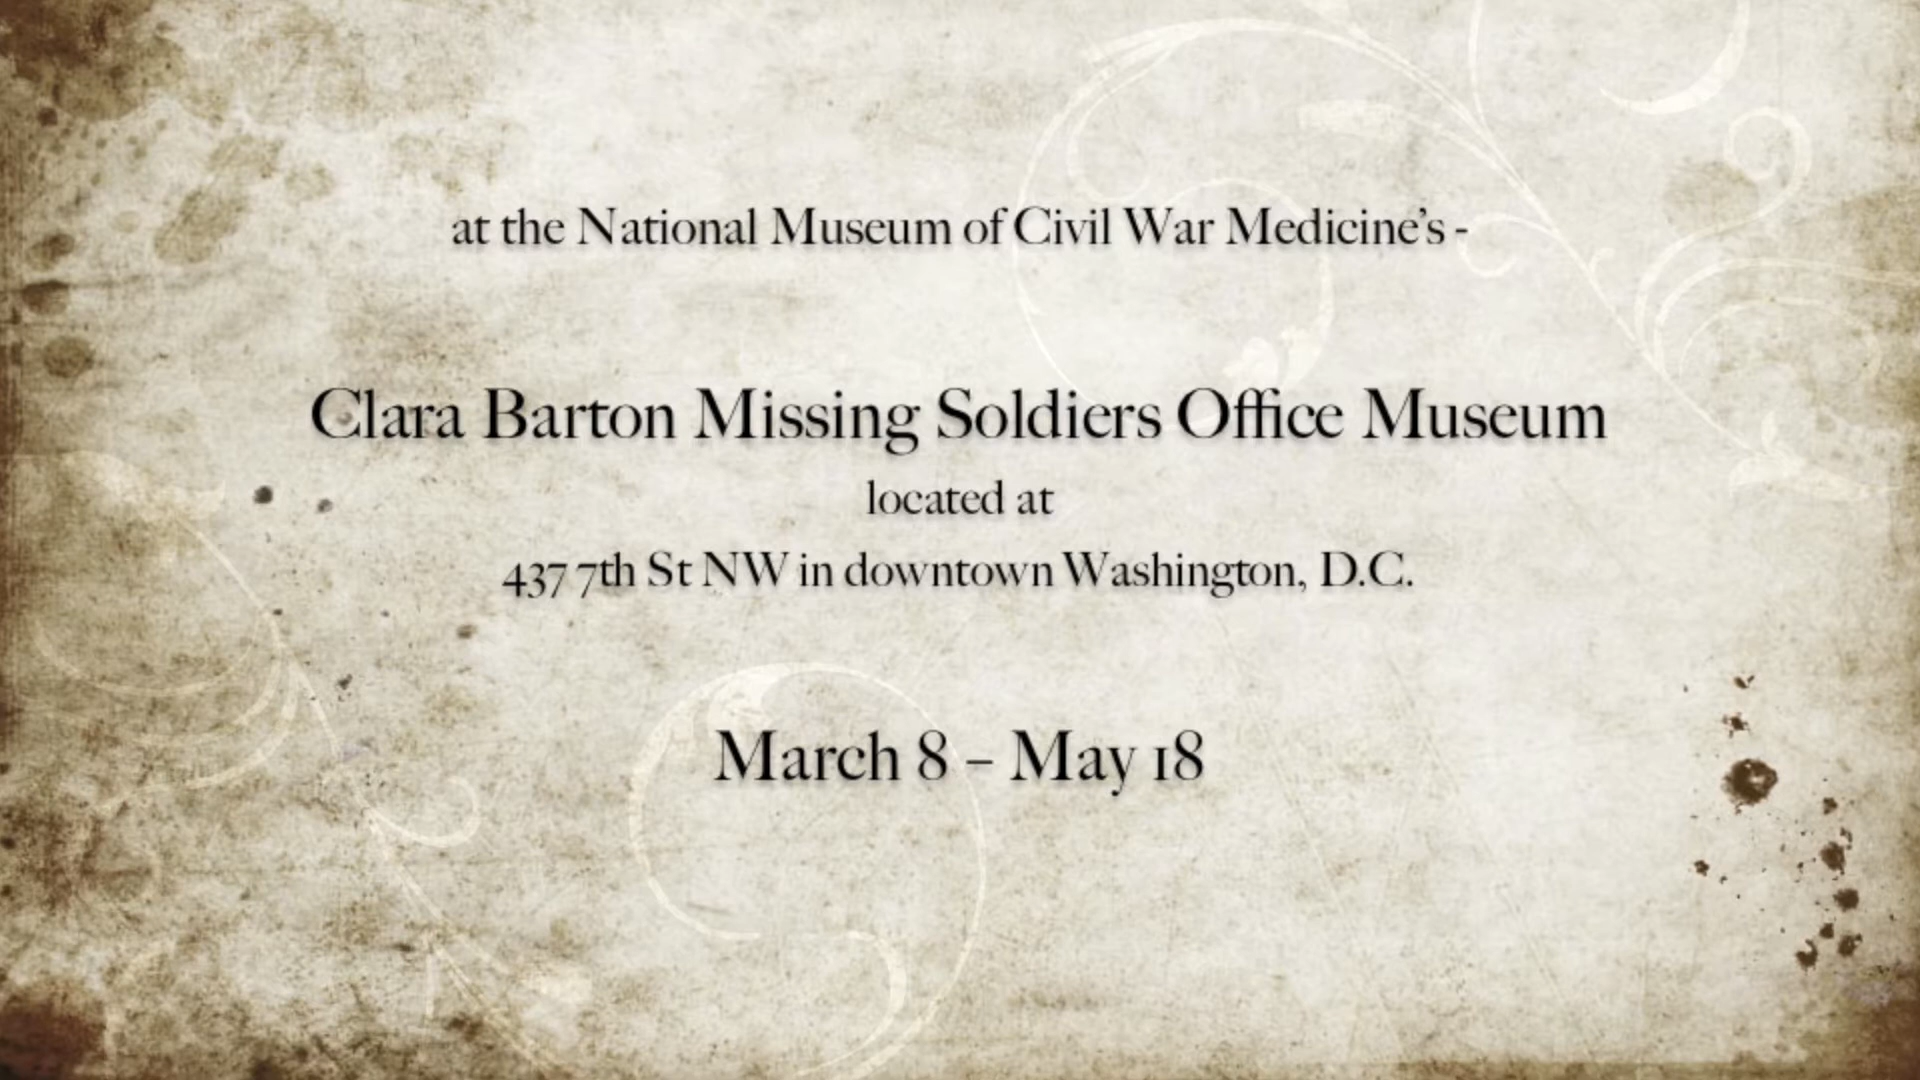 at the National Museum of Civil War Medicine’s -
Clara Barton Missing Soldiers Office Museum
located at
437 7th St NW in downtown Washington, D.C.
March 8 – May 18